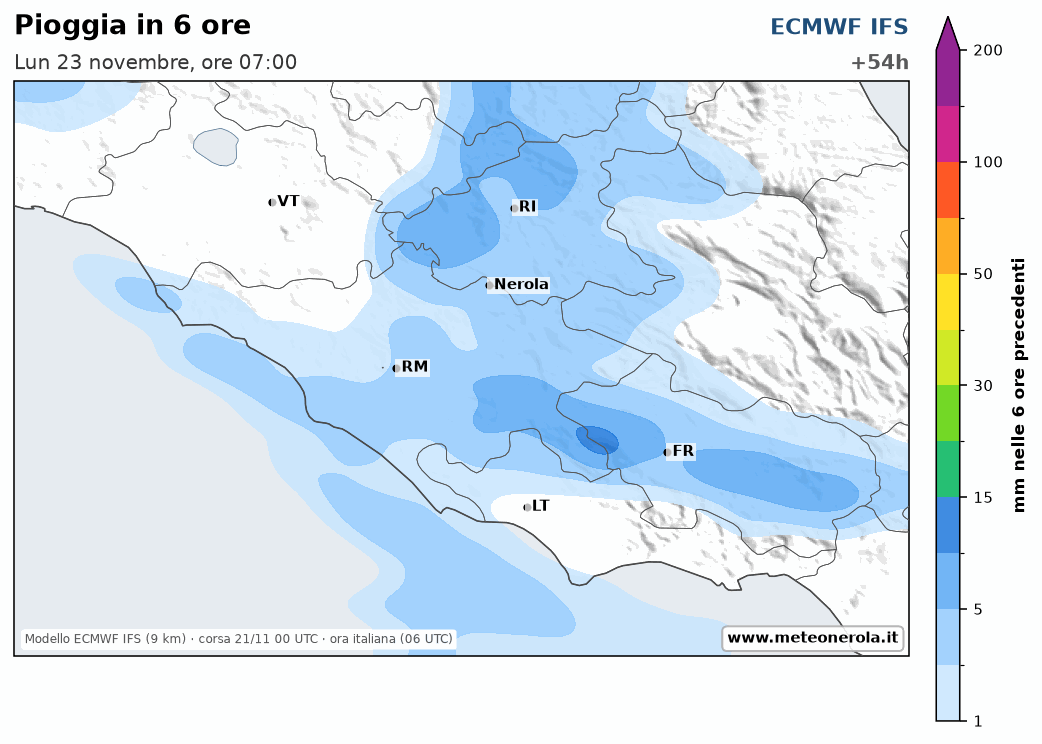 Pioggia in 6 ore
ECMWF IFS
Lun 23 novembre, ore 07:00
+54h
VT
RI
Nerola
RM
FR
LT
Modello ECMWF IFS (9 km) · corsa 21/11 00 UTC · ora italiana (06 UTC)
www.meteonerola.it
200
100
50
30
15
5
1
mm nelle 6 ore precedenti